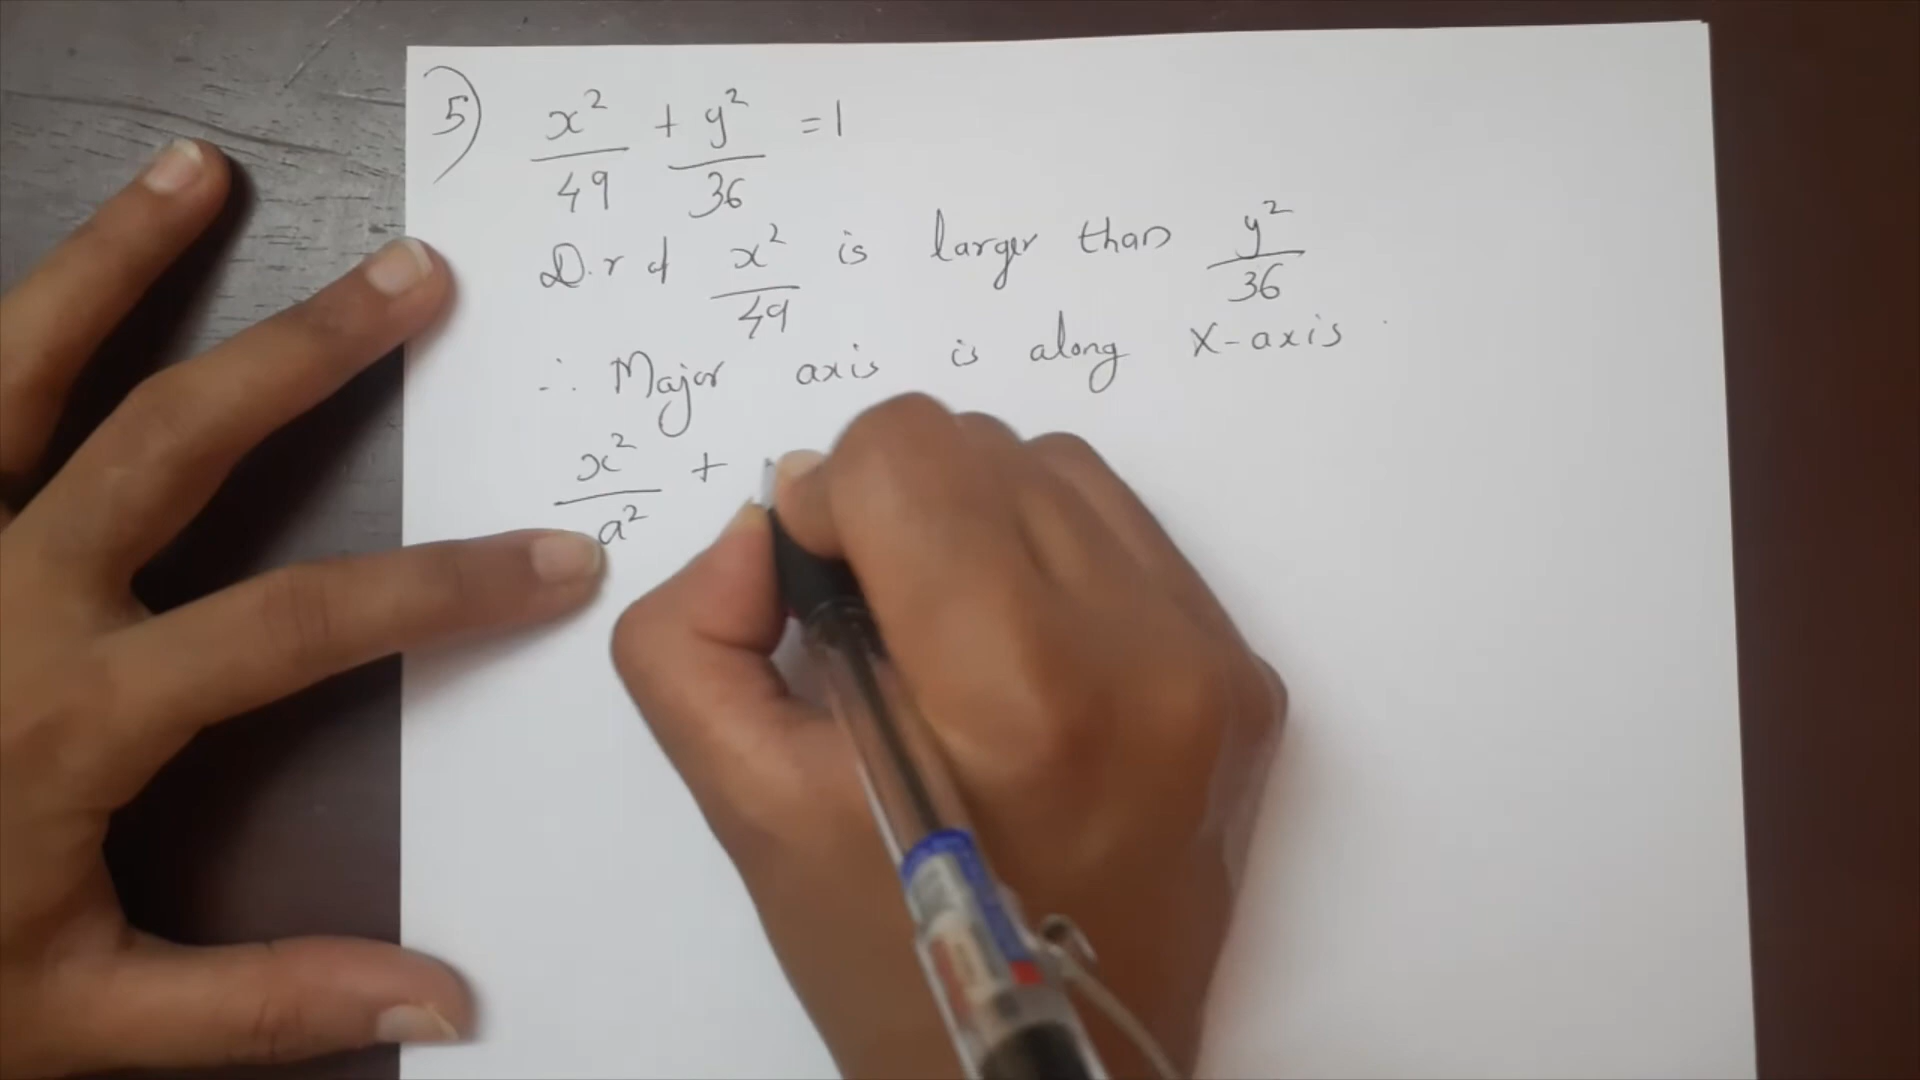 5) x²/49 + y²/36 = 1
D.r of x²/49 is larger than y²/36
∴ Major axis is along X-axis
x²/a² +